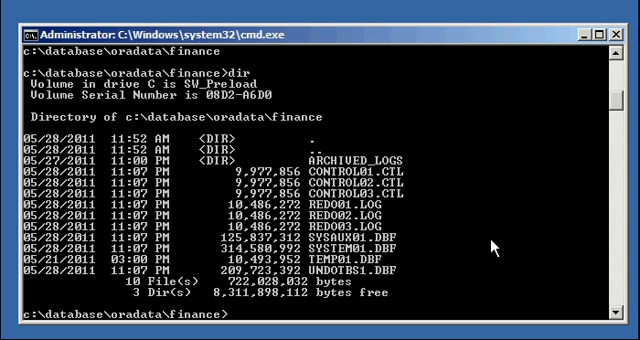 Administrator: C:\Windows\system32\cmd.exe
c:\database\oradata\finance
c:\database\oradata\finance>dir
Volume in drive C is SW_Preload
Volume Serial Number is 08D2-A6D0
Directory of c:\database\oradata\finance
05/28/2011 11:52 AM <DIR> .
05/28/2011 11:52 AM <DIR> ..
05/27/2011 11:00 PM <DIR> ARCHIVED_LOGS
05/28/2011 11:07 PM 9,977,856 CONTROL01.CTL
05/28/2011 11:07 PM 9,977,856 CONTROL02.CTL
05/28/2011 11:07 PM 9,977,856 CONTROL03.CTL
05/28/2011 11:07 PM 10,486,272 REDO01.LOG
05/28/2011 11:07 PM 10,486,272 REDO02.LOG
05/28/2011 11:07 PM 10,486,272 REDO03.LOG
05/28/2011 11:07 PM 125,837,312 SYSAUX01.DBF
05/28/2011 11:07 PM 314,580,992 SYSTEM01.DBF
05/21/2011 03:00 PM 10,493,952 TEMP01.DBF
05/28/2011 11:07 PM 209,723,392 UNDOTBS1.DBF
10 File(s) 722,028,032 bytes
3 Dir(s) 8,311,898,112 bytes free
c:\database\oradata\finance>